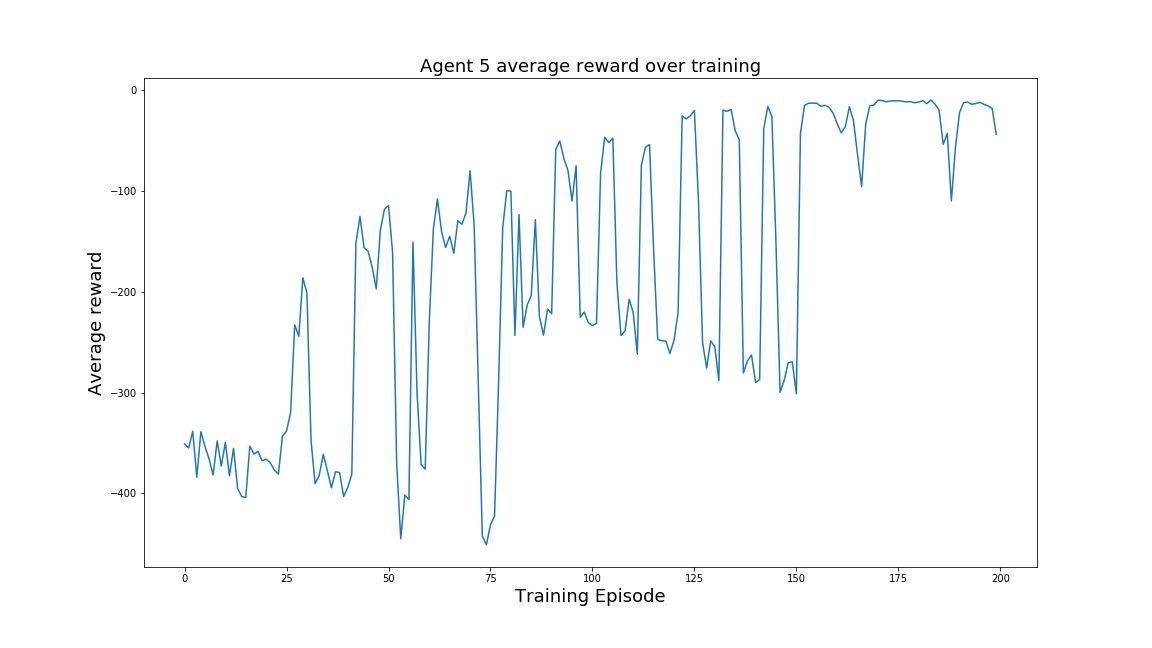 Agent 5 average reward over training
0
−100
−200
−300
−400
Average reward
0 25 50 75 100 125 150 175 200
Training Episode